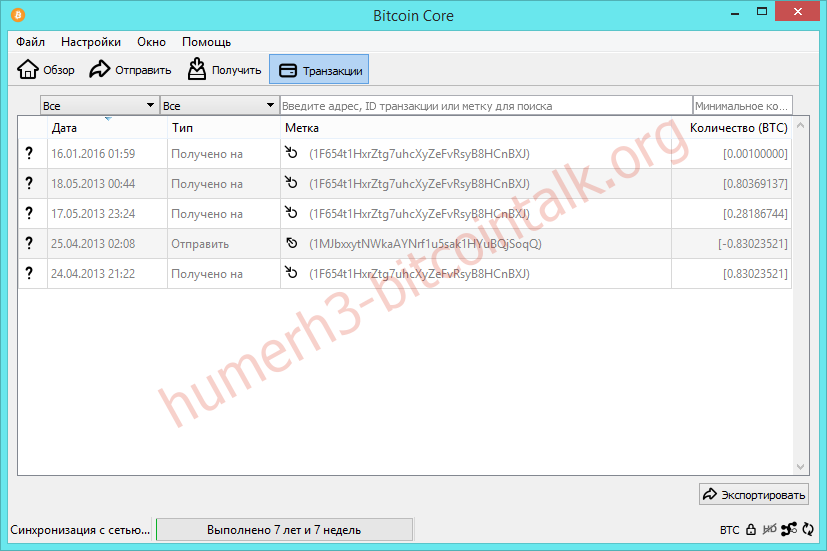 Bitcoin Core
Файл Настройки Окно Помощь
Обзор Отправить Получить Транзакции
Все Все Введите адрес, ID транзакции или метку для поиска Минимальное ко...
Дата Тип Метка Количество (BTC)
? 16.01.2016 01:59 Получено на (1F654t1HxrZtg7uhcXyZeFvRsyB8HCnBXJ) [0.00100000]
? 18.05.2013 00:44 Получено на (1F654t1HxrZtg7uhcXyZeFvRsyB8HCnBXJ) [0.80369137]
? 17.05.2013 23:24 Получено на (1F654t1HxrZtg7uhcXyZeFvRsyB8HCnBXJ) [0.28186744]
? 25.04.2013 02:08 Отправить (1MJbxxytNWkaAYNrf1u5sak1HYuBQjSoqQ) [-0.83023521]
? 24.04.2013 21:22 Получено на (1F654t1HxrZtg7uhcXyZeFvRsyB8HCnBXJ) [0.83023521]
humerh3-bitcointalk.org
Экспортировать
Синхронизация с сетью... Выполнено 7 лет и 7 недель BTC HD